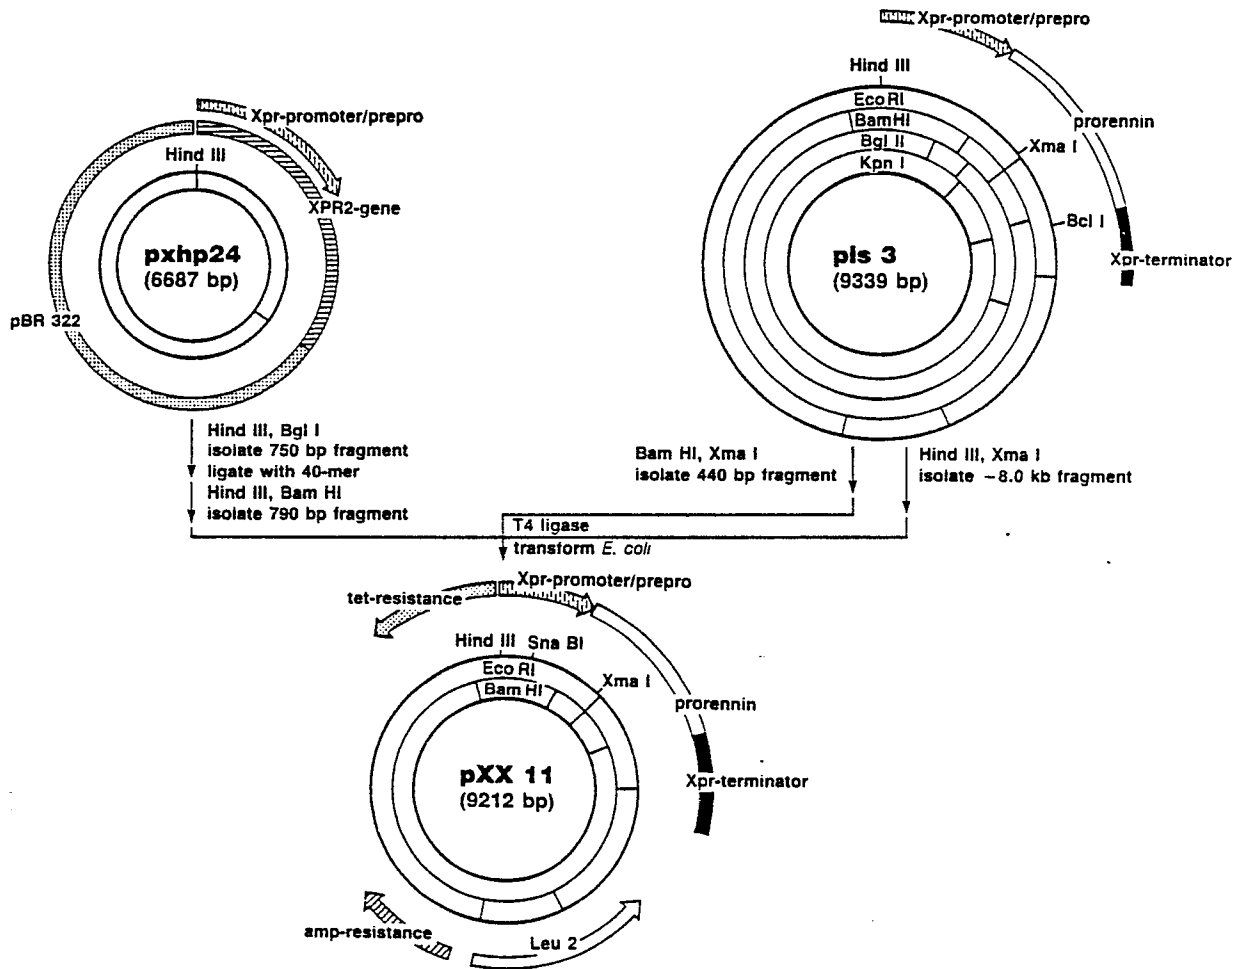 Xpr-promoter/prepro
Hind III
XPR2-gene
pxhp24
(6687 bp)
pBR 322
Xpr-promoter/prepro
Hind III
EcoRI
BamHI
Bgl II
Kpn I
prorennin
Xma I
Bcl I
Xpr-terminator
pls 3
(9339 bp)
Hind III, Bgl I
isolate 750 bp fragment
ligate with 40-mer
Hind III, Bam HI
isolate 790 bp fragment
Bam HI, Xma I
isolate 440 bp fragment
Hind III, Xma I
isolate ~8.0 kb fragment
T4 ligase
transform E. coli
tet-resistance
Xpr-promoter/prepro
Hind III
Sna BI
Eco RI
Bam HI
Xma I
prorennin
Xpr-terminator
pXX 11
(9212 bp)
amp-resistance
Leu 2